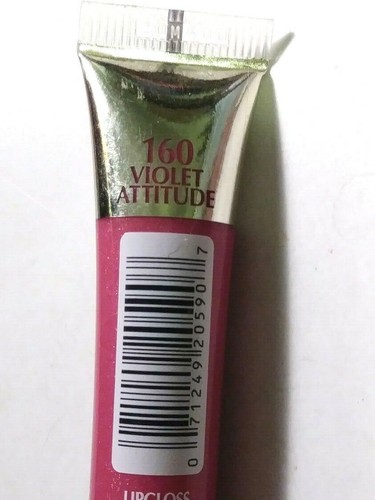 160
VIOLET
ATTITUDE
0 71249 20590 7
LIPGLOSS